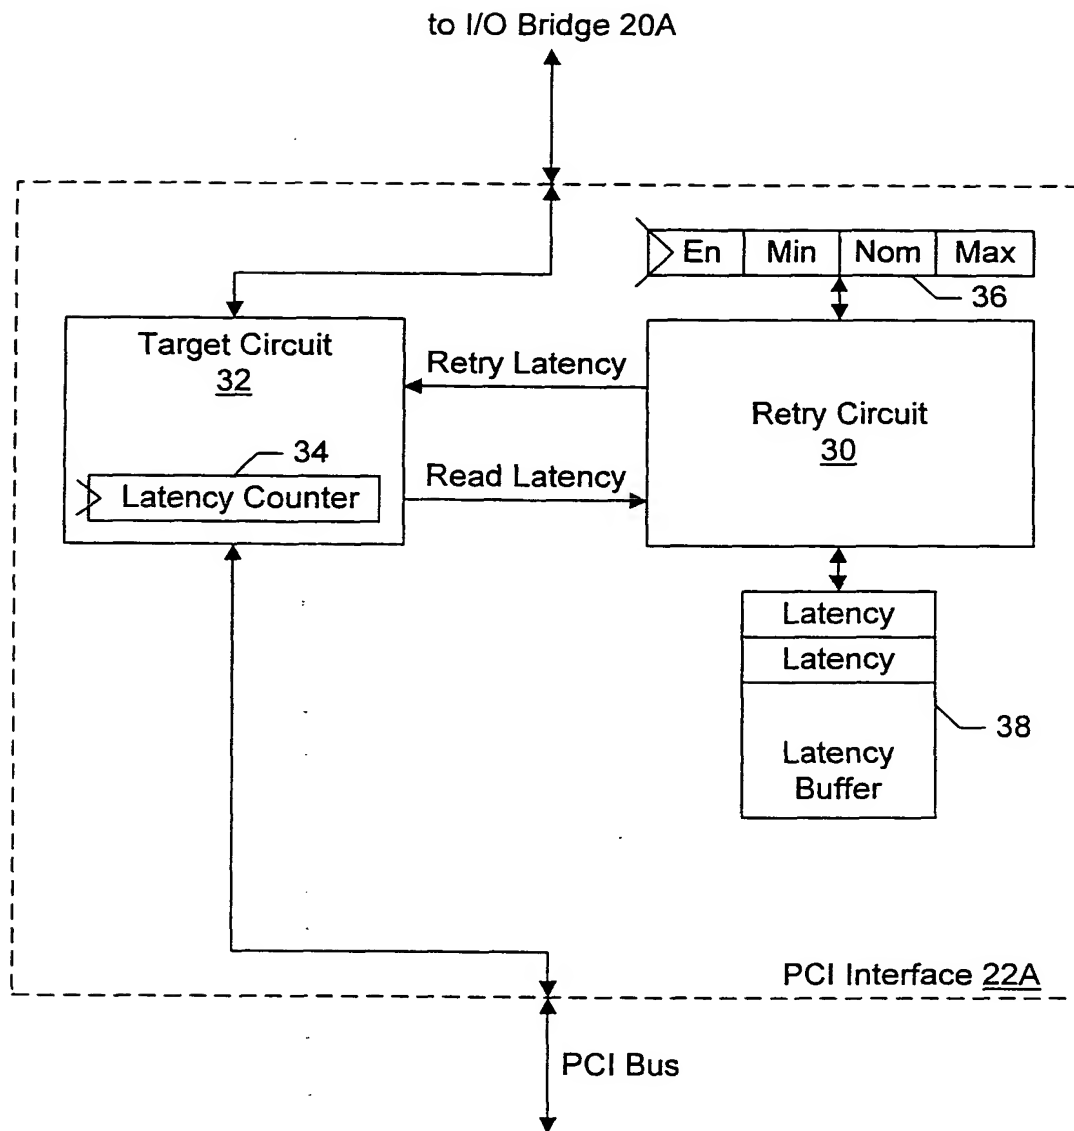 to I/O Bridge 20A
En Min Nom Max
36
Target Circuit
32
Retry Latency
Retry Circuit
30
34
Latency Counter
Read Latency
Latency
Latency
38
Latency
Buffer
PCI Interface 22A
PCI Bus